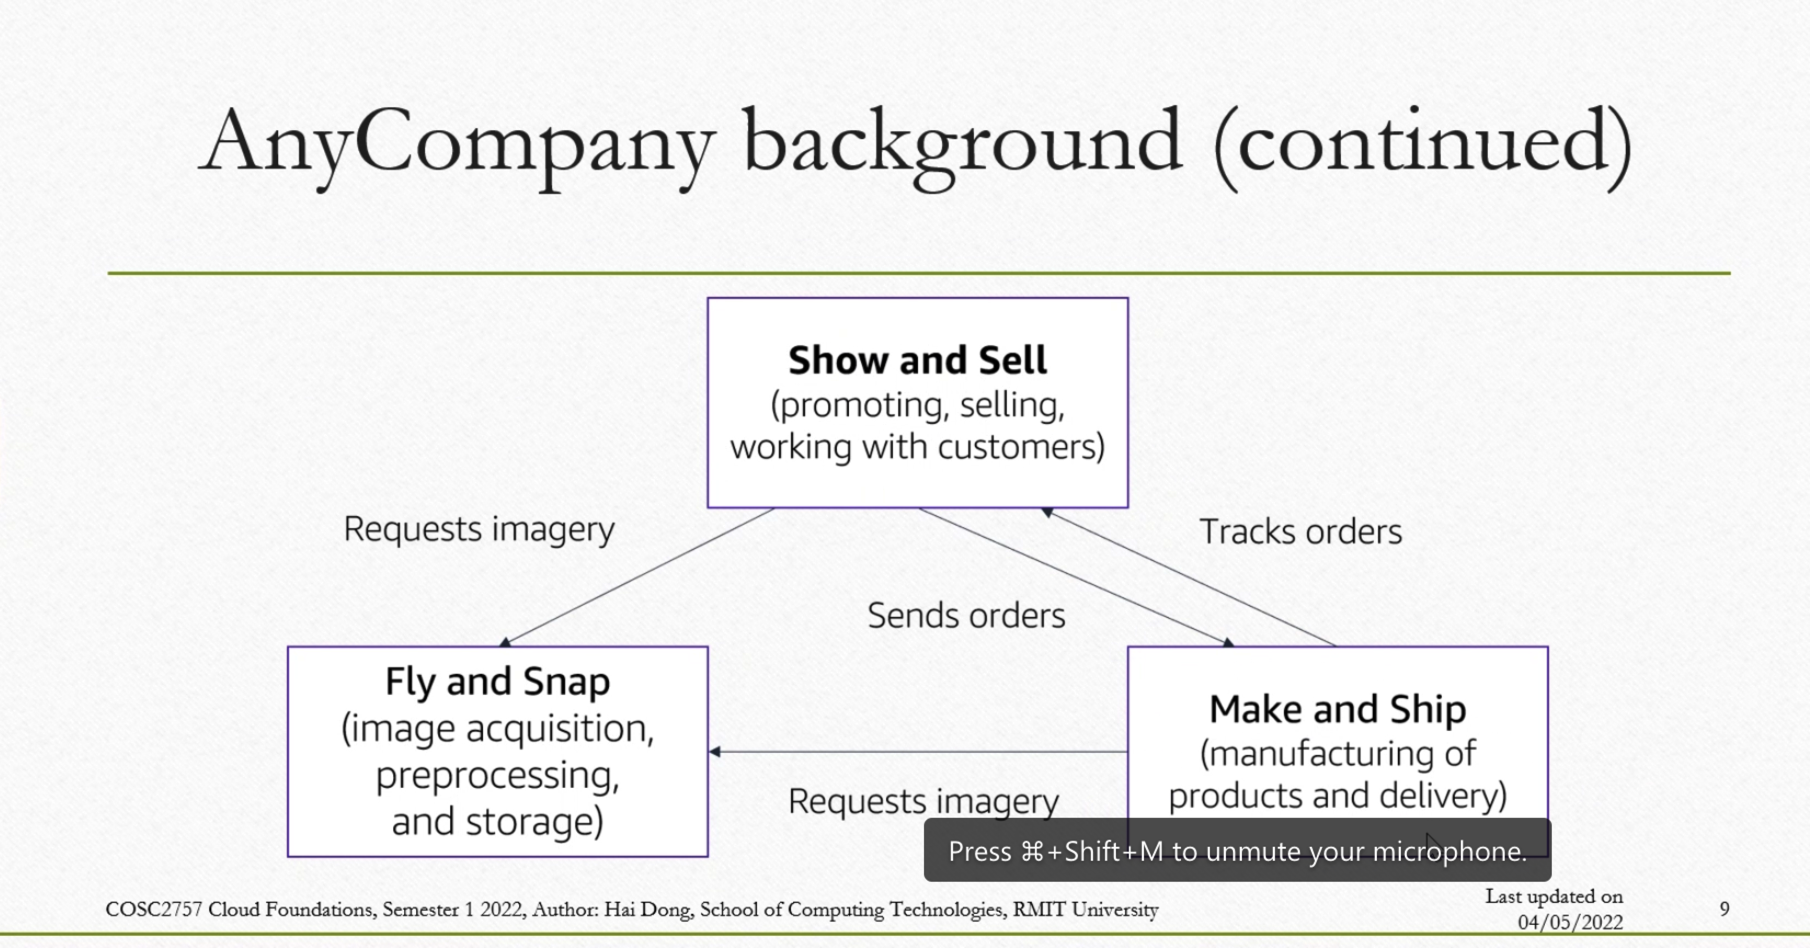 AnyCompany background (continued)
Show and Sell
(promoting, selling,
working with customers)
Requests imagery
Tracks orders
Sends orders
Fly and Snap
(image acquisition,
preprocessing,
and storage)
Make and Ship
(manufacturing of
products and delivery)
Requests imagery
Press ⌘+Shift+M to unmute your microphone.
COSC2757 Cloud Foundations, Semester 1 2022, Author: Hai Dong, School of Computing Technologies, RMIT University
Last updated on
04/05/2022
9